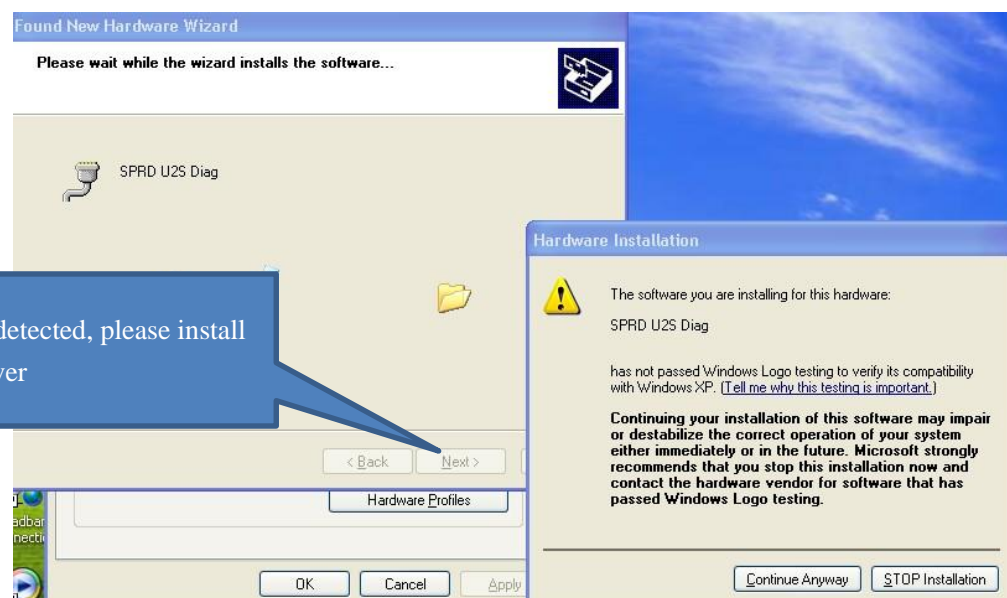 Found New Hardware Wizard
Please wait while the wizard installs the software...
SPRD U2S Diag
detected, please install
< Back
Next >
Hardware Profiles
OK
Cancel
Apply
Hardware Installation
The software you are installing for this hardware:
SPRD U2S Diag
has not passed Windows Logo testing to verify its compatibility
with Windows XP. (Tell me why this testing is important.)
Continuing your installation of this software may impair
or destabilize the correct operation of your system
either immediately or in the future. Microsoft strongly
recommends that you stop this installation now and
contact the hardware vendor for software that has
passed Windows Logo testing.
Continue Anyway
STOP Installation